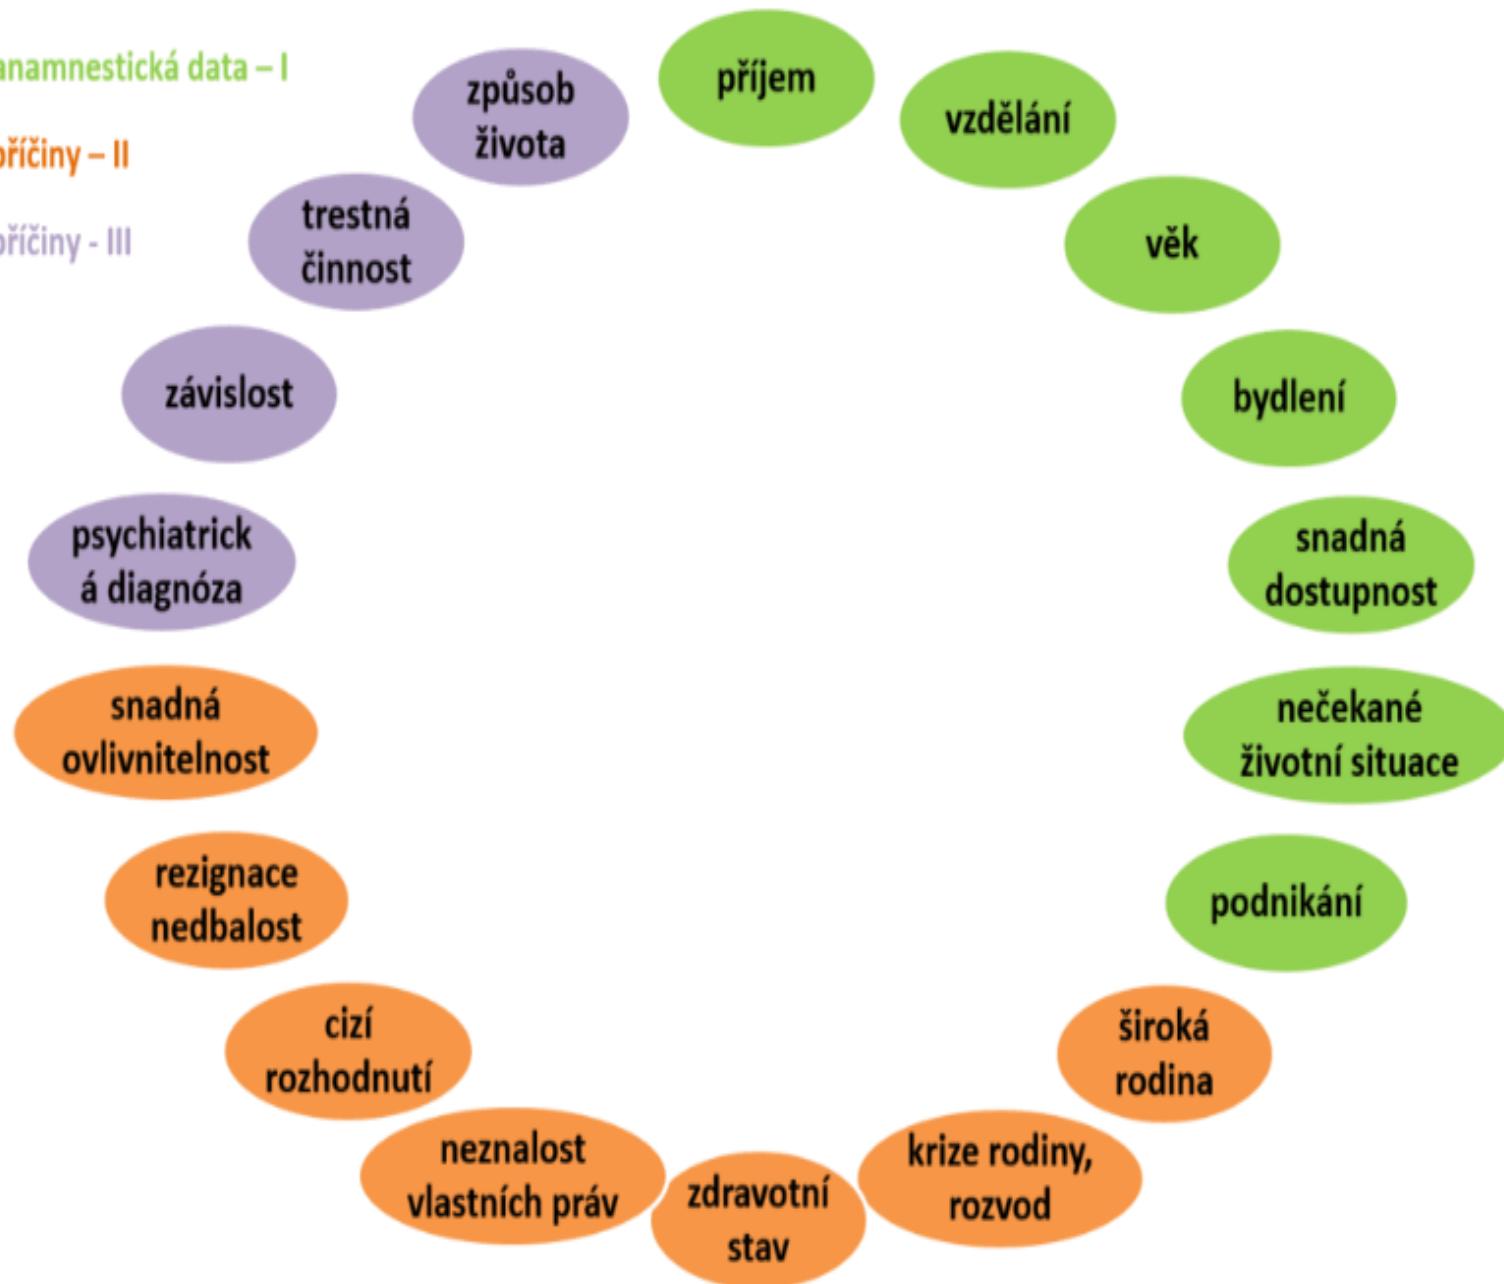 anamnestická data – I
příčiny – II
příčiny - III
příjem
vzdělání
věk
bydlení
snadná
dostupnost
nečekané
životní situace
podnikání
široká
rodina
krize rodiny,
rozvod
zdravotní
stav
neznalost
vlastních práv
cizí
rozhodnutí
rezignace
nedbalost
snadná
ovlivnitelnost
psychiatrick
á diagnóza
závislost
trestná
činnost
způsob
života